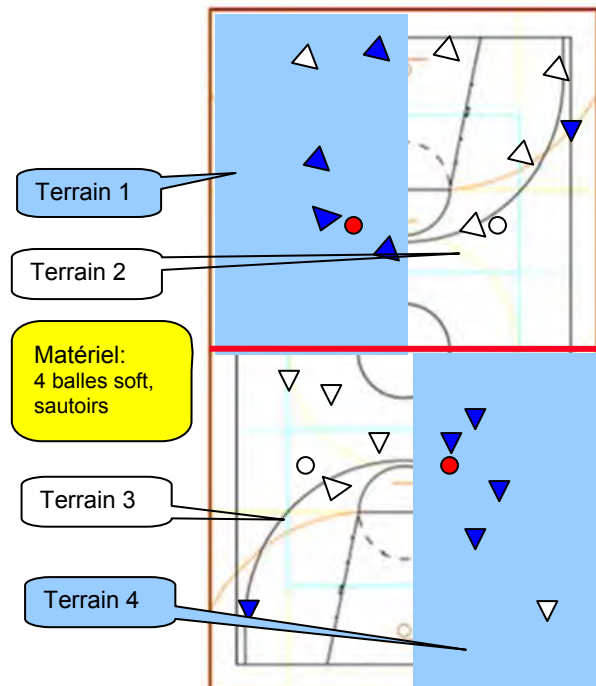 Terrain 1
Terrain 2
Matériel:
4 balles soft,
sautoirs
Terrain 3
Terrain 4